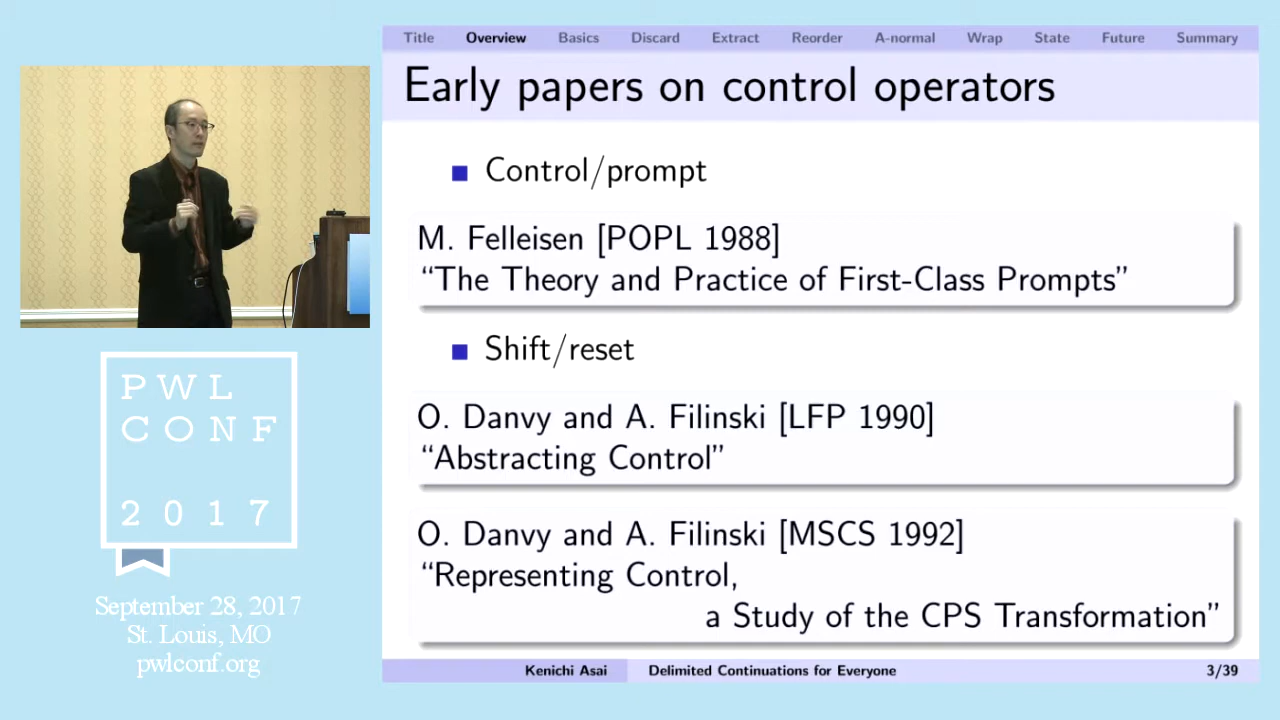 Title Overview Basics Discard Extract Reorder A-normal Wrap State Future Summary
Early papers on control operators
Control/prompt
M. Felleisen [POPL 1988]
“The Theory and Practice of First-Class Prompts”
Shift/reset
O. Danvy and A. Filinski [LFP 1990]
“Abstracting Control”
O. Danvy and A. Filinski [MSCS 1992]
“Representing Control,
a Study of the CPS Transformation”
Kenichi Asai Delimited Continuations for Everyone 3/39
PWL
CONF
2017
September 28, 2017
St. Louis, MO
pwlconf.org